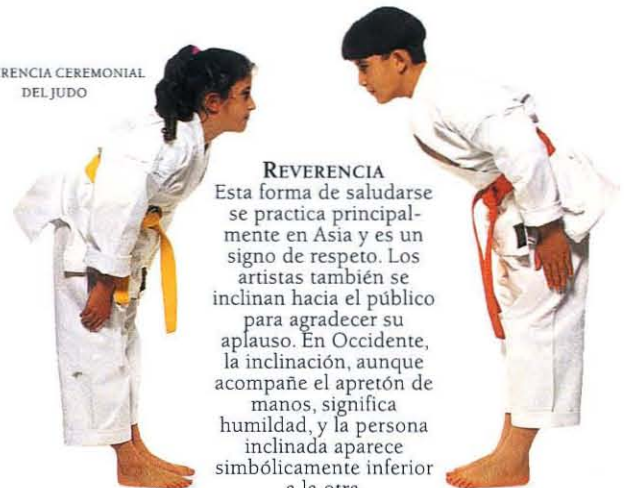 RENCIA CEREMONIAL
DEL JUDO
REVERENCIA
Esta forma de saludarse
se practica principal-
mente en Asia y es un
signo de respeto. Los
artistas también se
inclinan hacia el público
para agradecer su
aplauso. En Occidente,
la inclinación, aunque
acompañe el apretón de
manos, significa
humildad, y la persona
inclinada aparece
simbólicamente inferior
a la otra